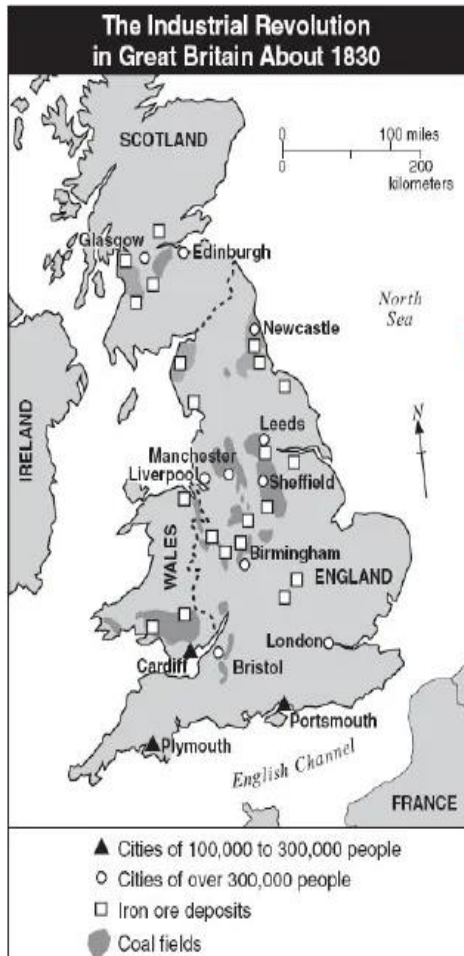 The Industrial Revolution
in Great Britain About 1830
SCOTLAND
0 100 miles
0 200
kilometers
Glasgow
Edinburgh
North
Sea
Newcastle
IRELAND
N
Leeds
Manchester
Liverpool
Sheffield
WALES
Birmingham
ENGLAND
London
Cardiff
Bristol
Portsmouth
Plymouth
English Channel
FRANCE
Cities of 100,000 to 300,000 people
Cities of over 300,000 people
Iron ore deposits
Coal fields